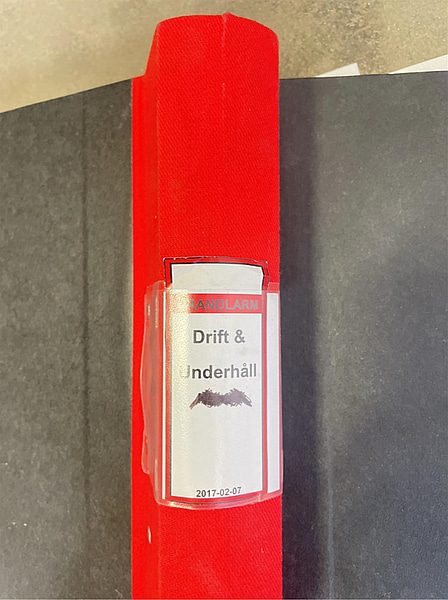 BRANDLARM
Drift &
Underhåll
2017-02-07